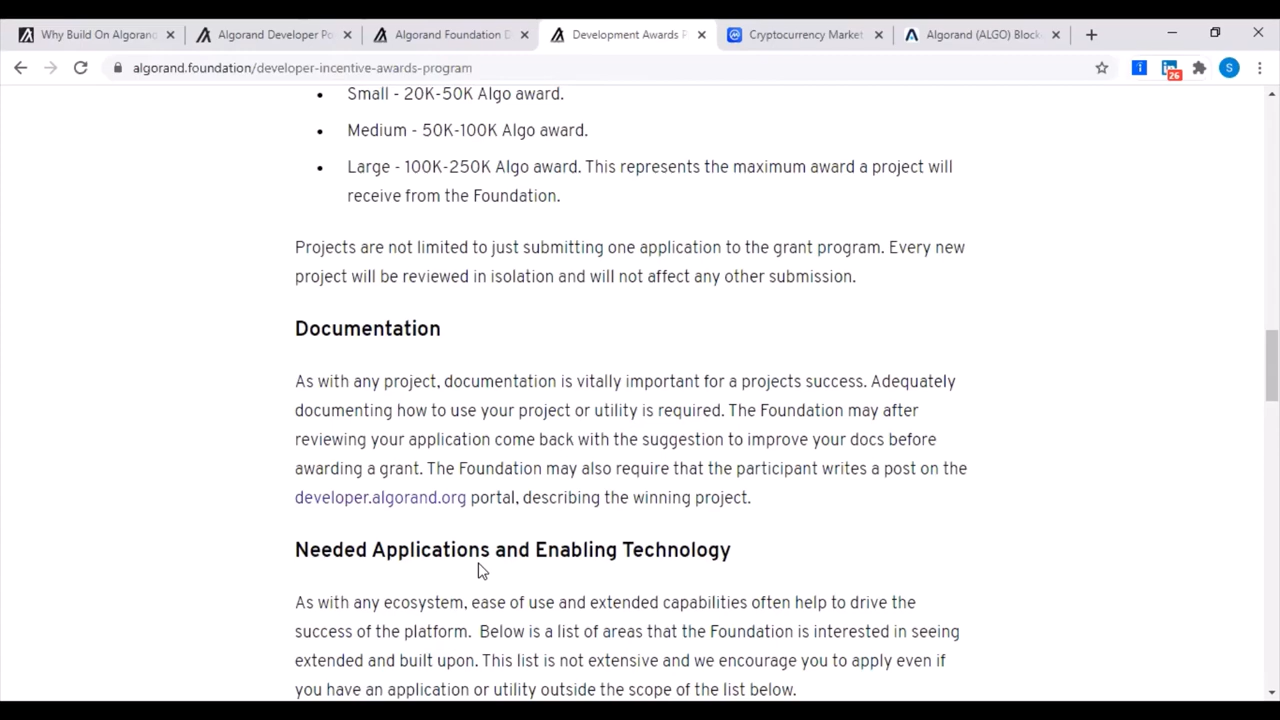 Why Build On Algorand
Algorand Developer Po
Algorand Foundation D
Development Awards P
Cryptocurrency Market
Algorand (ALGO) Block
algorand.foundation/developer-incentive-awards-program
26
S
• Small - 20K-50K Algo award.
• Medium - 50K-100K Algo award.
• Large - 100K-250K Algo award. This represents the maximum award a project will
receive from the Foundation.
Projects are not limited to just submitting one application to the grant program. Every new
project will be reviewed in isolation and will not affect any other submission.
Documentation
As with any project, documentation is vitally important for a projects success. Adequately
documenting how to use your project or utility is required. The Foundation may after
reviewing your application come back with the suggestion to improve your docs before
awarding a grant. The Foundation may also require that the participant writes a post on the
developer.algorand.org portal, describing the winning project.
Needed Applications and Enabling Technology
As with any ecosystem, ease of use and extended capabilities often help to drive the
success of the platform. Below is a list of areas that the Foundation is interested in seeing
extended and built upon. This list is not extensive and we encourage you to apply even if
you have an application or utility outside the scope of the list below.